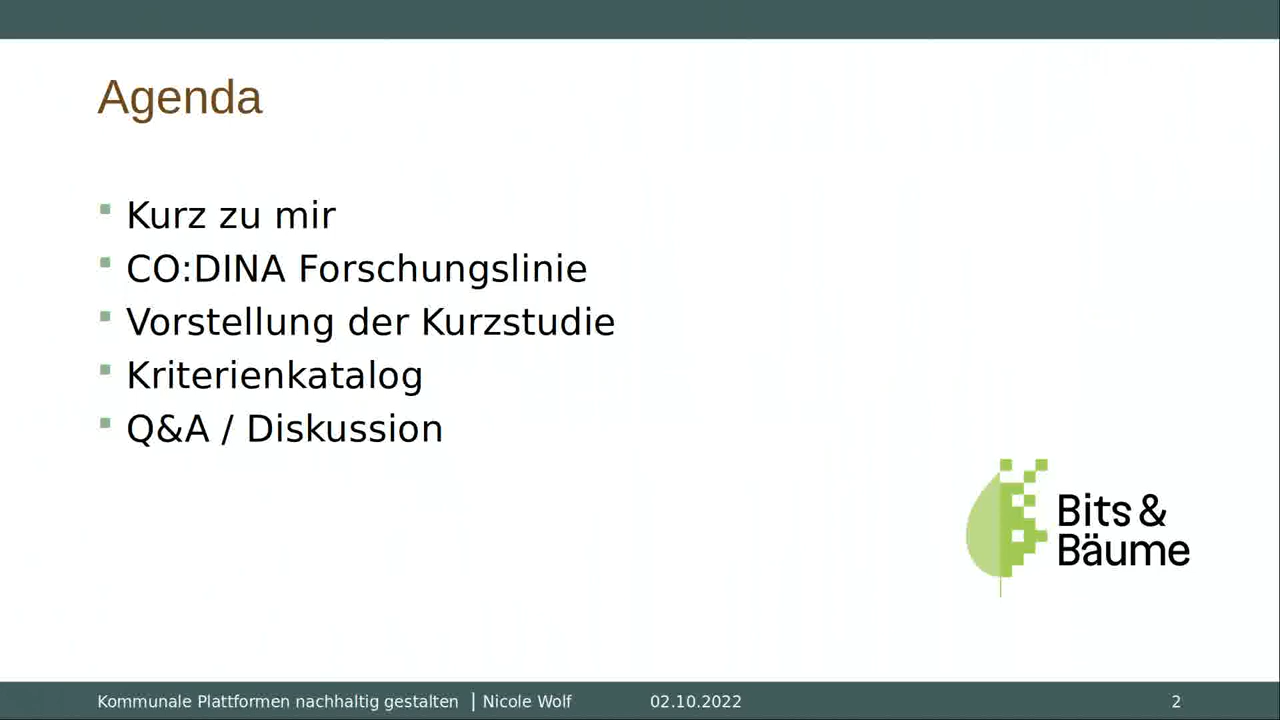 Agenda
Kurz zu mir
CO:DINA Forschungslinie
Vorstellung der Kurzstudie
Kriterienkatalog
Q&A / Diskussion
Bits &
Bäume
Kommunale Plattformen nachhaltig gestalten | Nicole Wolf 02.10.2022 2